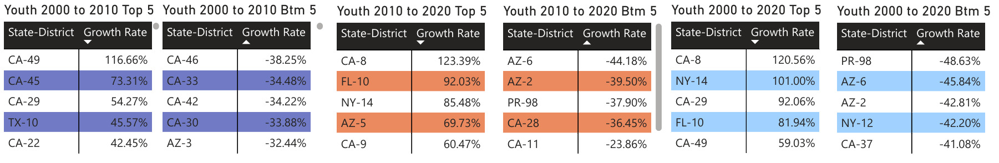 Youth 2000 to 2010 Top 5
State-District Growth Rate
CA-49 116.66%
CA-45 73.31%
CA-29 54.27%
TX-10 45.57%
CA-22 42.45%
Youth 2000 to 2010 Btm 5
State-District Growth Rate
CA-46 -38.25%
CA-33 -34.48%
CA-42 -34.22%
CA-30 -33.88%
AZ-3 -32.44%
Youth 2010 to 2020 Top 5
State-District Growth Rate
CA-8 123.39%
FL-10 92.03%
NY-14 85.48%
AZ-5 69.73%
CA-9 60.47%
Youth 2010 to 2020 Btm 5
State-District Growth Rate
AZ-6 -44.18%
AZ-2 -39.50%
PR-98 -37.90%
CA-28 -36.45%
CA-11 -23.86%
Youth 2000 to 2020 Top 5
State-District Growth Rate
CA-8 120.56%
NY-14 101.00%
CA-29 92.06%
FL-10 81.94%
CA-49 59.03%
Youth 2000 to 2020 Btm 5
State-District Growth Rate
PR-98 -48.63%
AZ-6 -45.84%
AZ-2 -42.81%
NY-12 -42.20%
CA-37 -41.08%